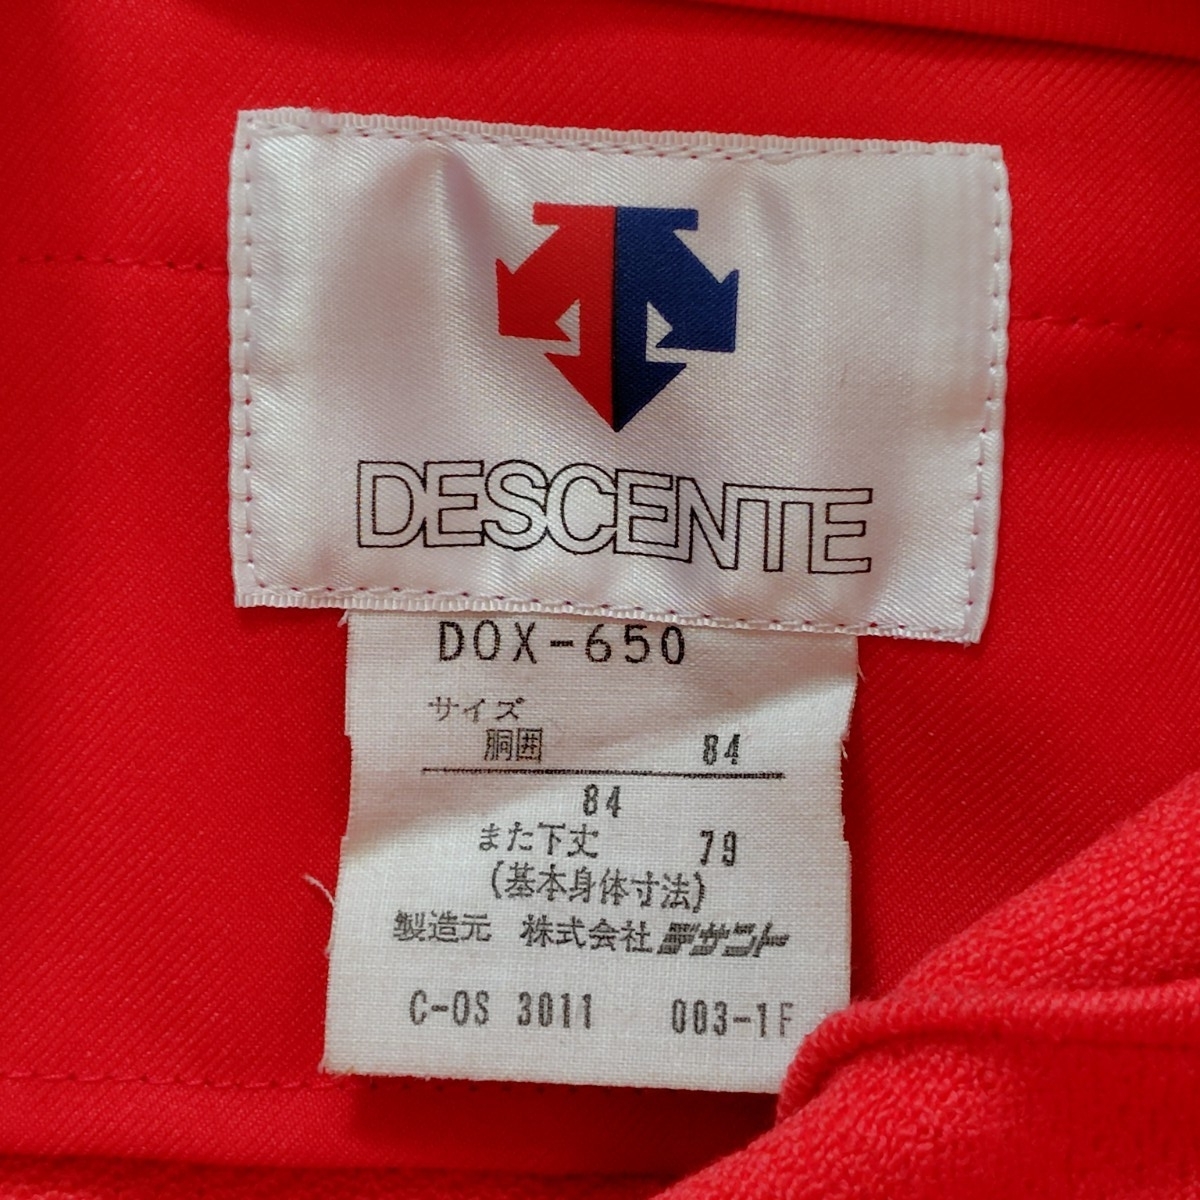 DESCENTE
DOX-650
サイズ
胴囲 84
84
また下丈 79
(基本身体寸法)
製造元 株式会社デサント
C-OS 3011 003-1F